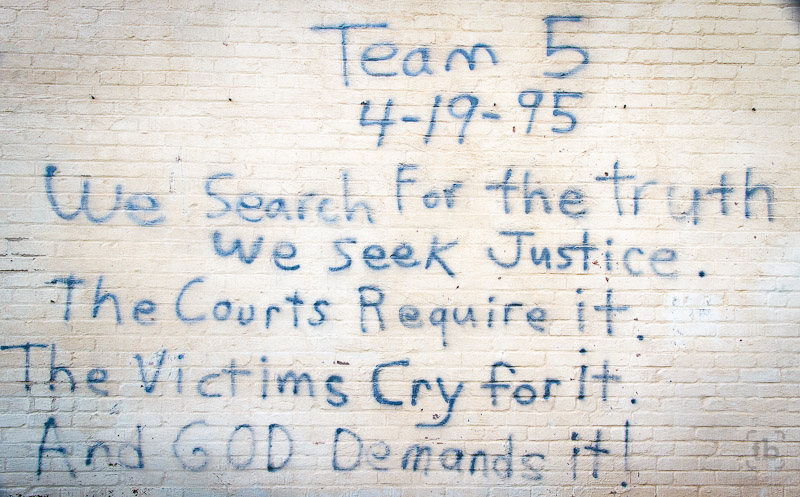 Team 5
4-19-95
We Search For the truth
We seek Justice.
The Courts Require it.
The Victims Cry for It.
And GOD Demands it!